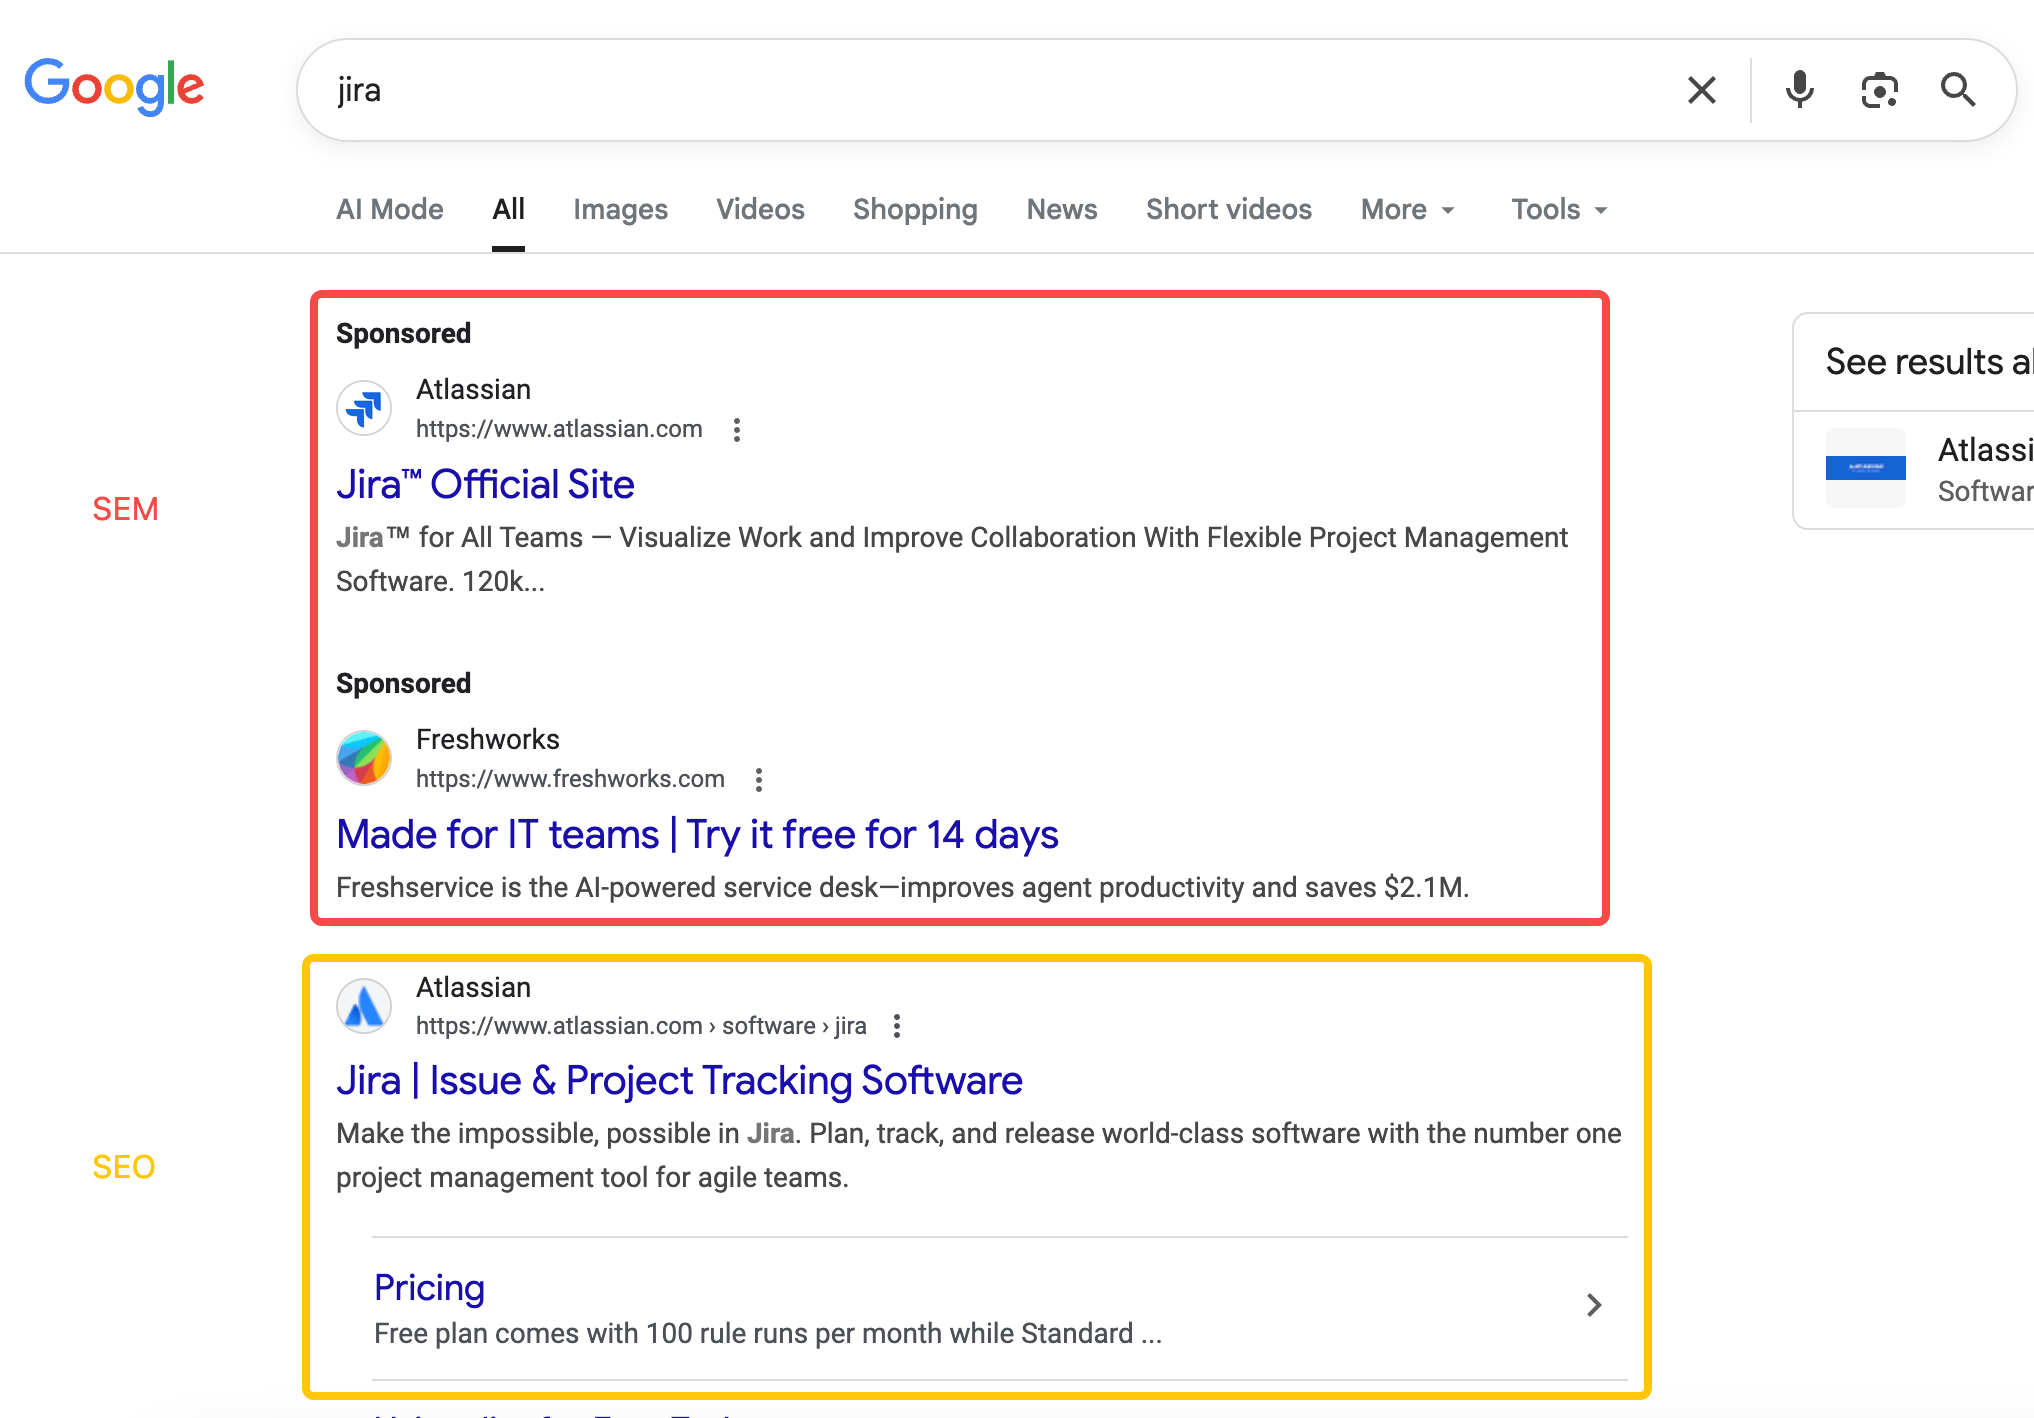 Google
jira
AI Mode All Images Videos Shopping News Short videos More Tools
Sponsored
Atlassian
https://www.atlassian.com
Jira™ Official Site
Jira™ for All Teams — Visualize Work and Improve Collaboration With Flexible Project Management
Software. 120k...
Sponsored
Freshworks
https://www.freshworks.com
Made for IT teams | Try it free for 14 days
Freshservice is the AI-powered service desk—improves agent productivity and saves $2.1M.
SEM
Atlassian
https://www.atlassian.com › software › jira
Jira | Issue & Project Tracking Software
Make the impossible, possible in Jira. Plan, track, and release world-class software with the number one
project management tool for agile teams.
Pricing
Free plan comes with 100 rule runs per month while Standard ...
SEO
See results